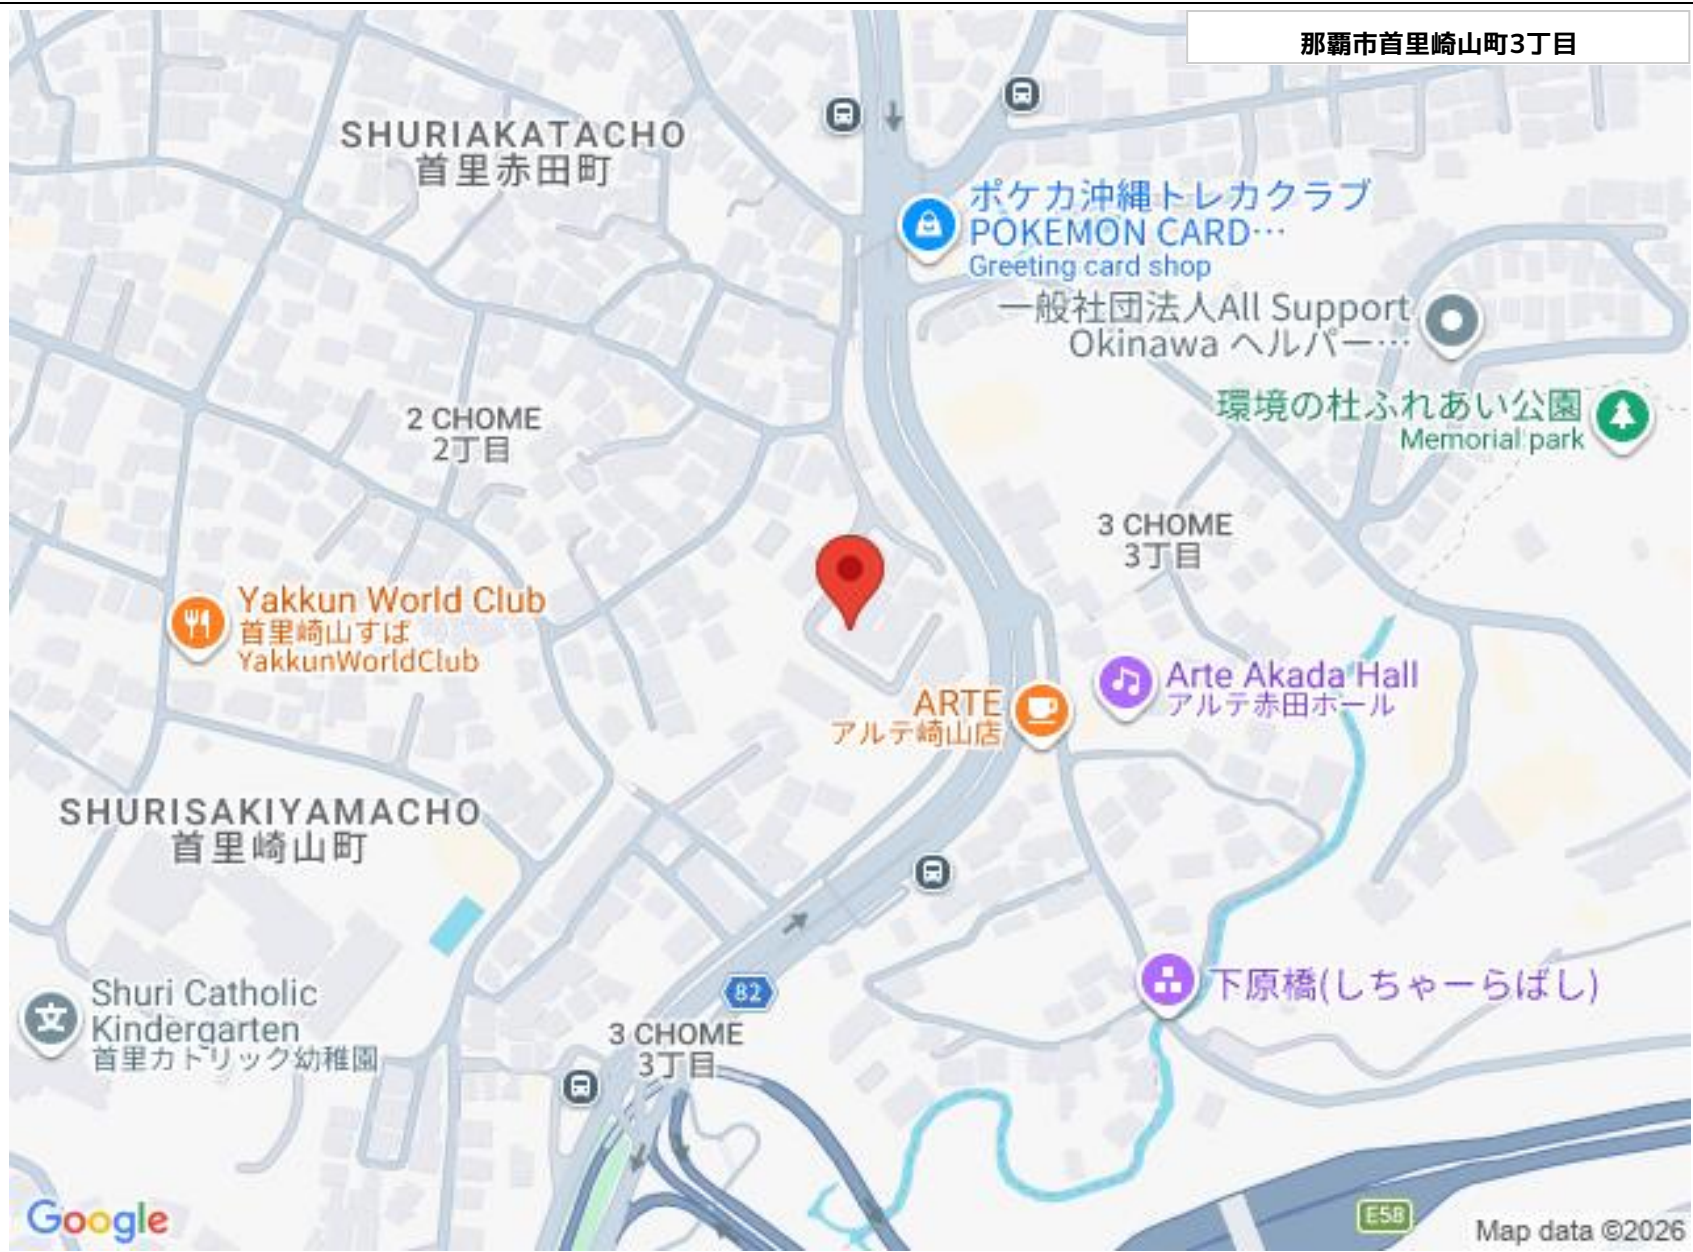 那覇市首里崎山町3丁目
SHURIAKATACHO
首里赤田町
ポケカ沖縄トレカクラブ
POKEMON CARD…
Greeting card shop
一般社団法人All Support
Okinawa ヘルパー…
環境の杜ふれあい公園
Memorial park
2 CHOME
2丁目
3 CHOME
3丁目
Yakkun World Club
首里崎山すば
YakkunWorldClub
Arte Akada Hall
アルテ赤田ホール
ARTE
アルテ崎山店
SHURISAKIYAMACHO
首里崎山町
82
下原橋(しちゃーらばし)
Shuri Catholic
Kindergarten
首里カトリック幼稚園
3 CHOME
3丁目
E58
Google
Map data ©2026